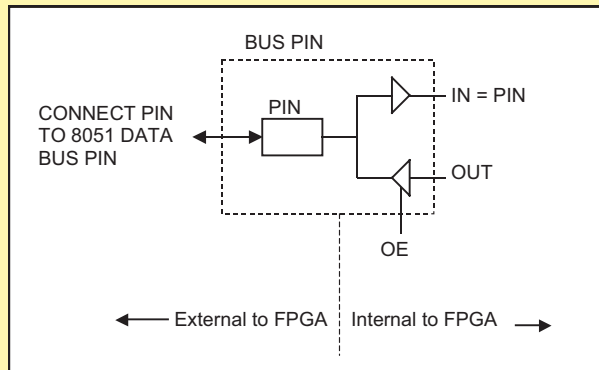 BUS PIN
CONNECT PIN
TO 8051 DATA
BUS PIN
PIN
IN = PIN
OUT
OE
External to FPGA
Internal to FPGA